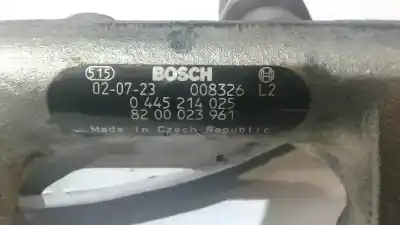 515 BOSCH
02-07-23 008326 L2
0 445 214 025
82 00 023 961
Made in Czech Republic